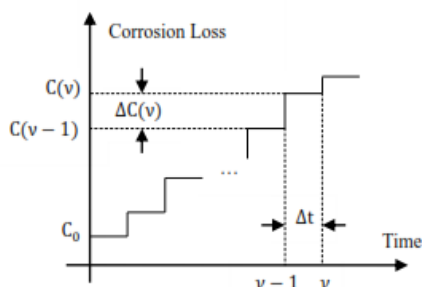 Corrosion Loss
C(ν)
ΔC(ν)
C(ν − 1)
...
C₀
Δt
Time
ν − 1 ν